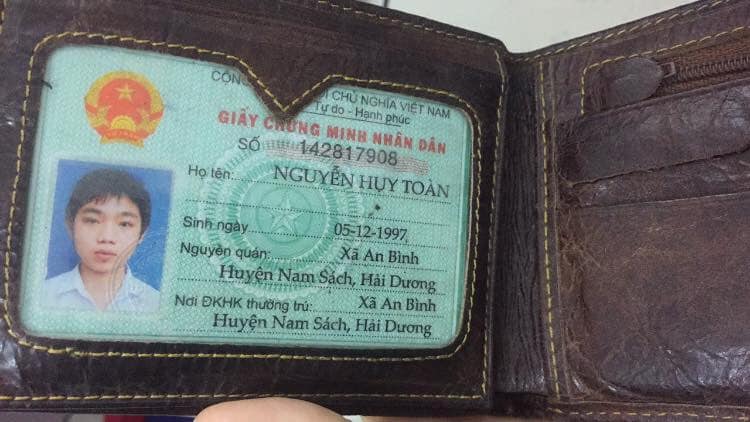 CỘN CHỦ NGHĨA VIỆT NAM
Tự do - Hạnh phúc
GIẤY CHỨNG MINH NHÂN DÂN
SỐ 142817908
Họ tên: NGUYỄN HUY TOÀN
Sinh ngày 05-12-1997
Nguyên quán: Xã An Bình
Huyện Nam Sách, Hải Dương
Nơi ĐKHK thường trú: Xã An Bình
Huyện Nam Sách, Hải Dương